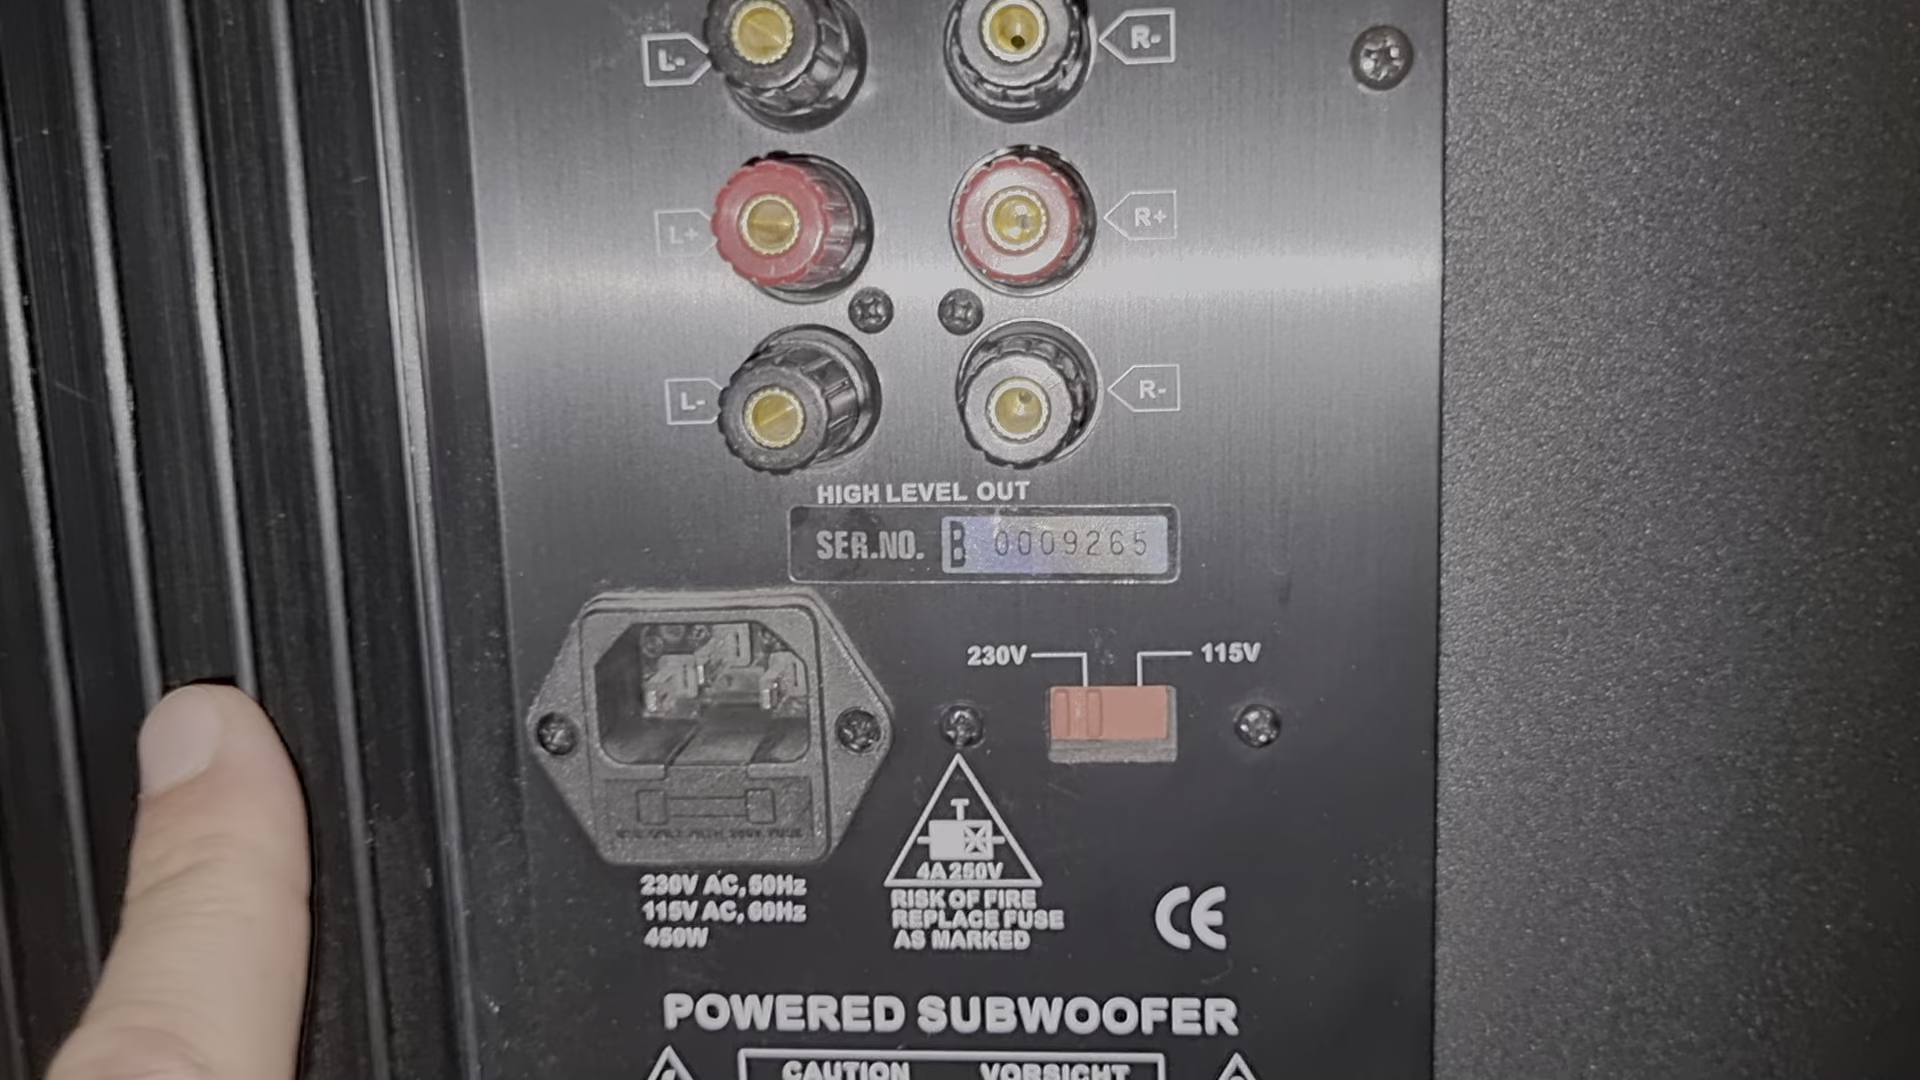 L- R-
L+ R+
L- R-
HIGH LEVEL OUT
SER.NO. B 0009265
230V 115V
T
4A 250V
RISK OF FIRE
REPLACE FUSE
AS MARKED
230V AC, 50Hz
115V AC, 60Hz
450W
CE
POWERED SUBWOOFER
CAUTION VORSICHT